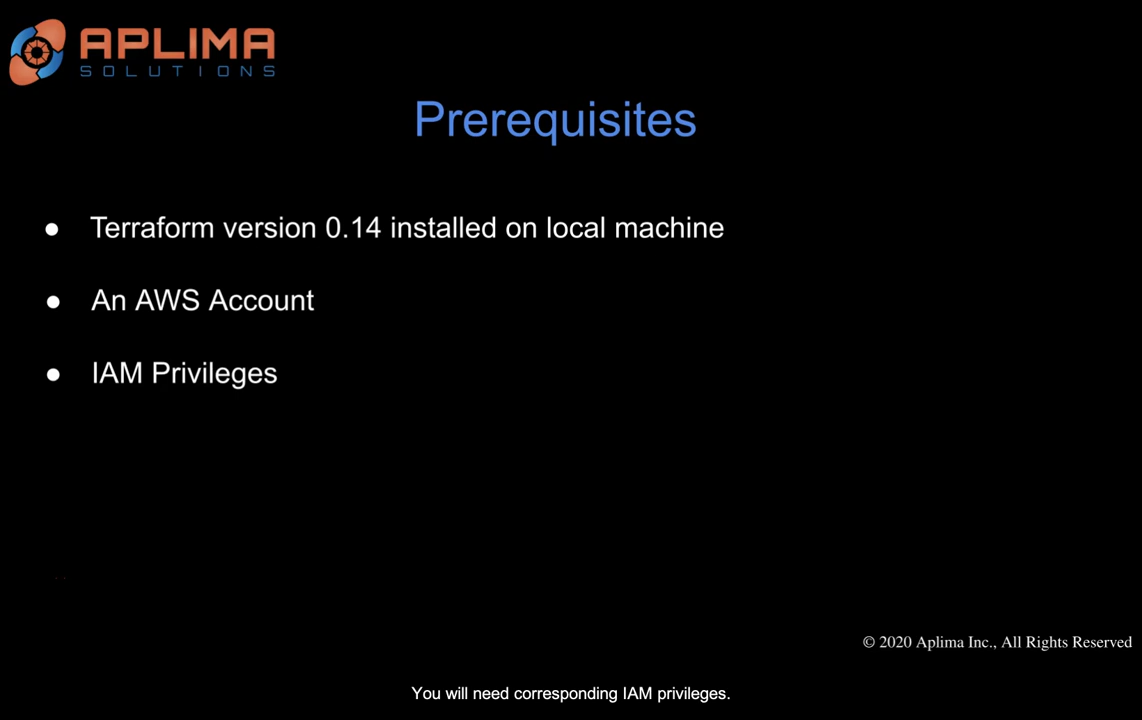 APLIMA
SOLUTIONS
Prerequisites
● Terraform version 0.14 installed on local machine
● An AWS Account
● IAM Privileges
© 2020 Aplima Inc., All Rights Reserved
You will need corresponding IAM privileges.